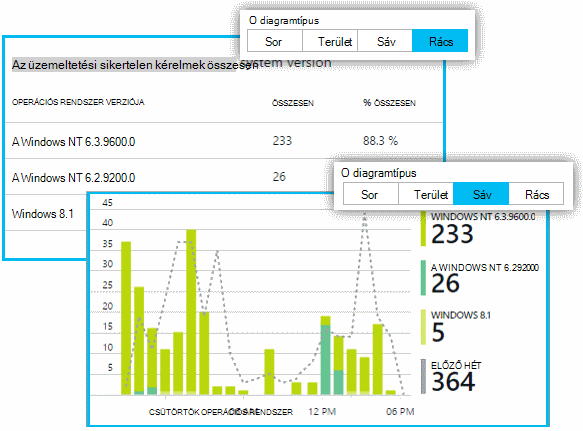 O diagramtípus
Sor Terület Sáv Rács
Az üzemeltetési sikertelen kérelmek összesen system version
OPERÁCIÓS RENDSZER VERZIÓJA ÖSSZESEN % ÖSSZESEN
A Windows NT 6.3.9600.0 233 88.3 %
A Windows NT 6.2.9200.0 26
Windows 8.1
O diagramtípus
Sor Terület Sáv Rács
45
40
35
30
25
20
15
10
5
CSÜTÖRTÖK OPERÁCIÓS RENDSZER 12 PM 06 PM
WINDOWS NT 6.3.9600.0
233
A WINDOWS NT 6.292000
26
WINDOWS 8.1
5
ELŐZŐ HÉT
364